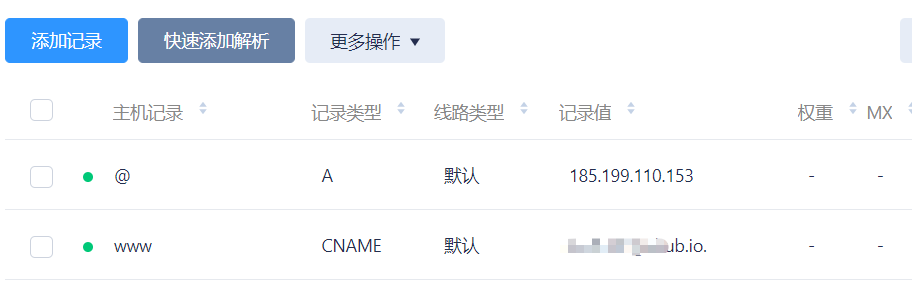 添加记录 快速添加解析 更多操作
主机记录 记录类型 线路类型 记录值 权重 MX
@ A 默认 185.199.110.153 - -
www CNAME 默认 ub.io. - -